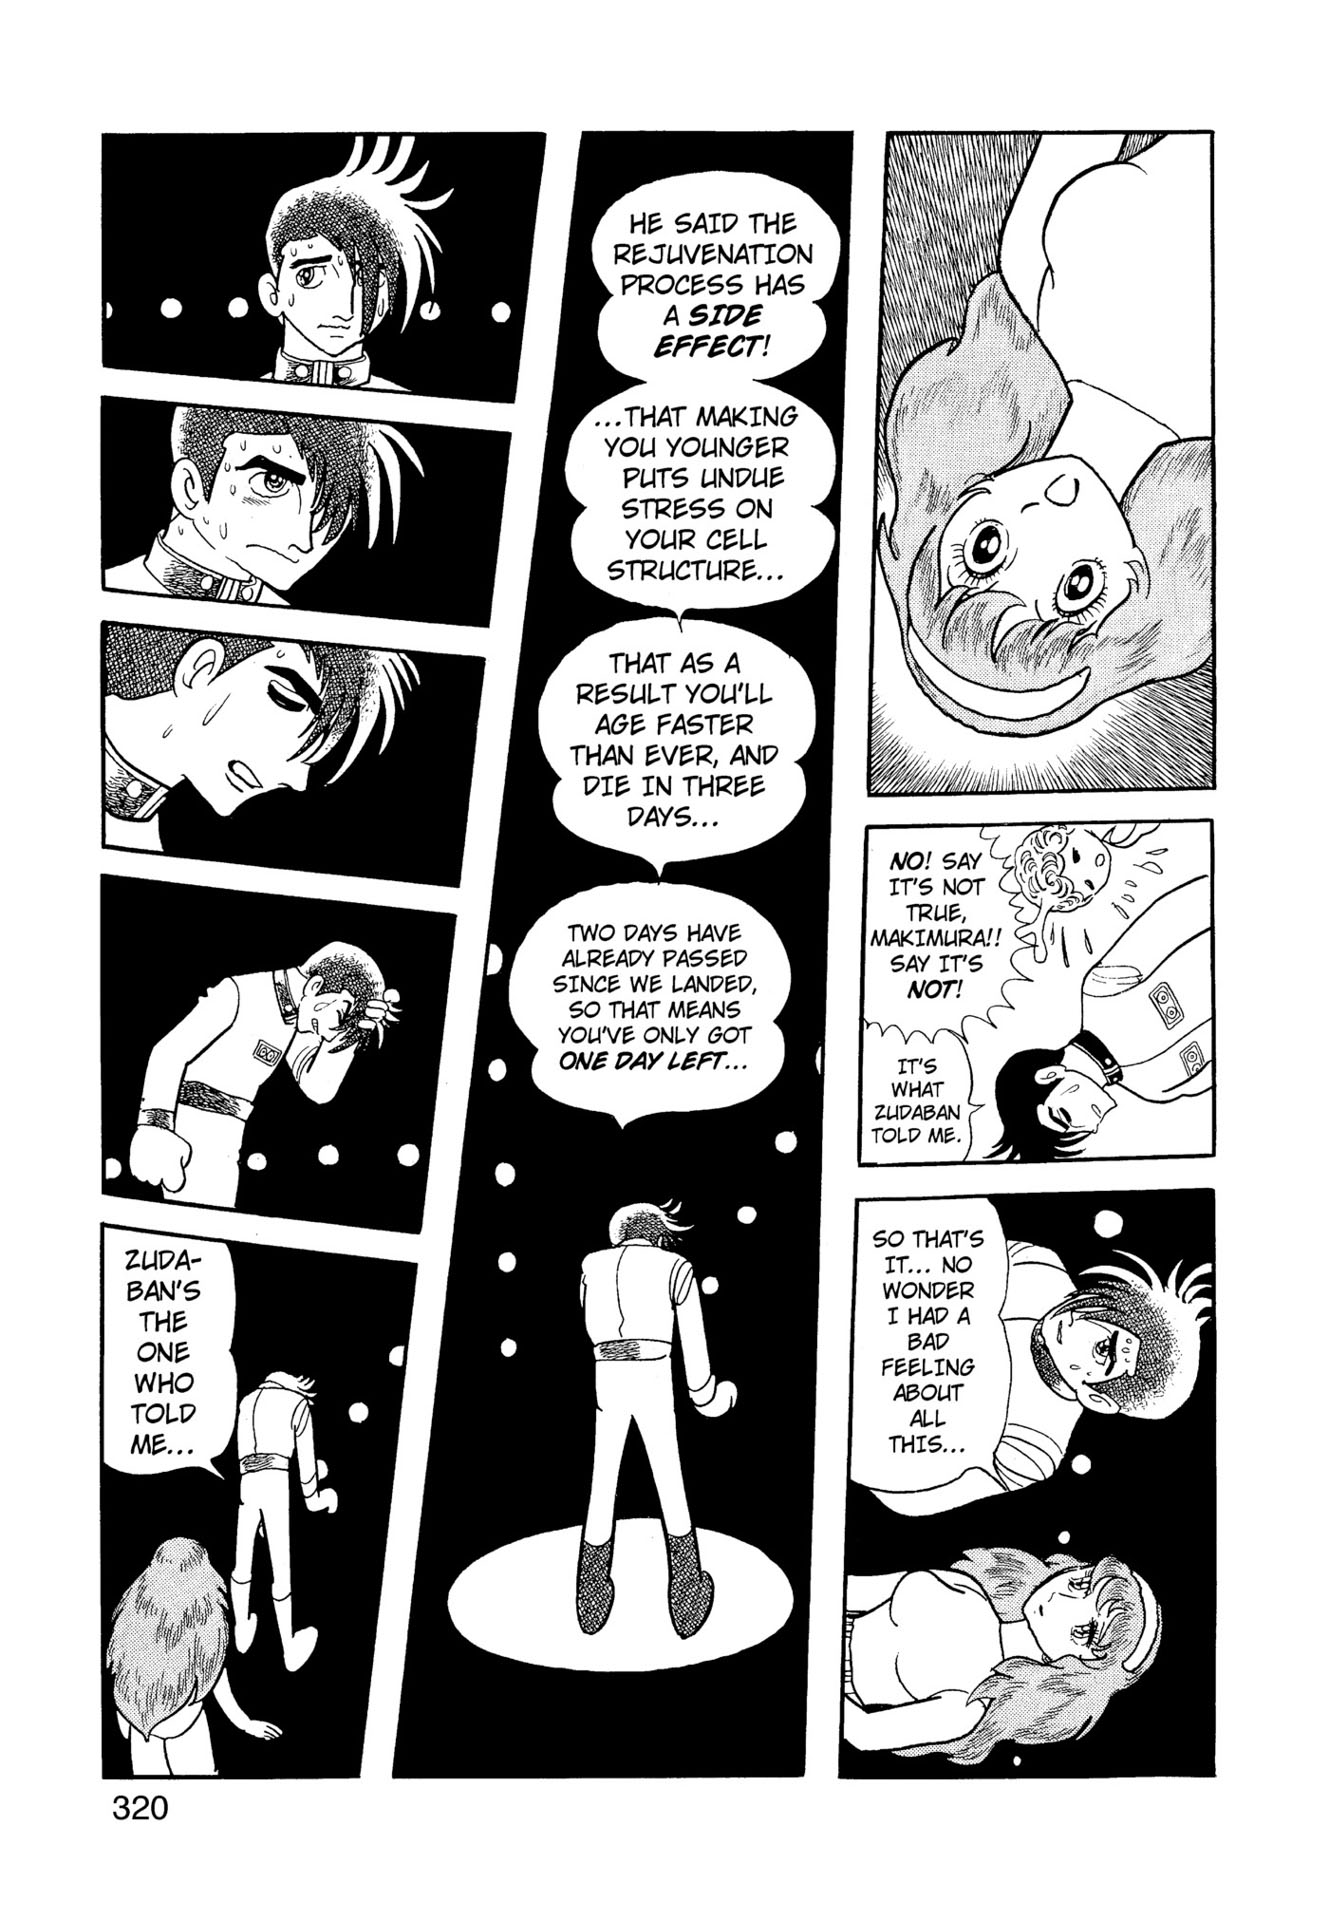 ZUDA-
BAN'S
THE
ONE
WHO
TOLD
ME...
HE SAID THE
REJUVENATION
PROCESS HAS
A SIDE
EFFECT!
...THAT MAKING
YOU YOUNGER
PUTS UNDUE
STRESS ON
YOUR CELL
STRUCTURE...
THAT AS A
RESULT YOU'LL
AGE FASTER
THAN EVER, AND
DIE IN THREE
DAYS...
TWO DAYS HAVE
ALREADY PASSED
SINCE WE LANDED,
SO THAT MEANS
YOU'VE ONLY GOT
ONE DAY LEFT...
NO! SAY
IT'S NOT
TRUE,
MAKIMURA!!
SAY IT'S
NOT!
IT'S
WHAT
ZUDABAN
TOLD ME.
SO THAT'S
IT... NO
WONDER
I HAD A
BAD
FEELING
ABOUT
ALL
THIS...
320